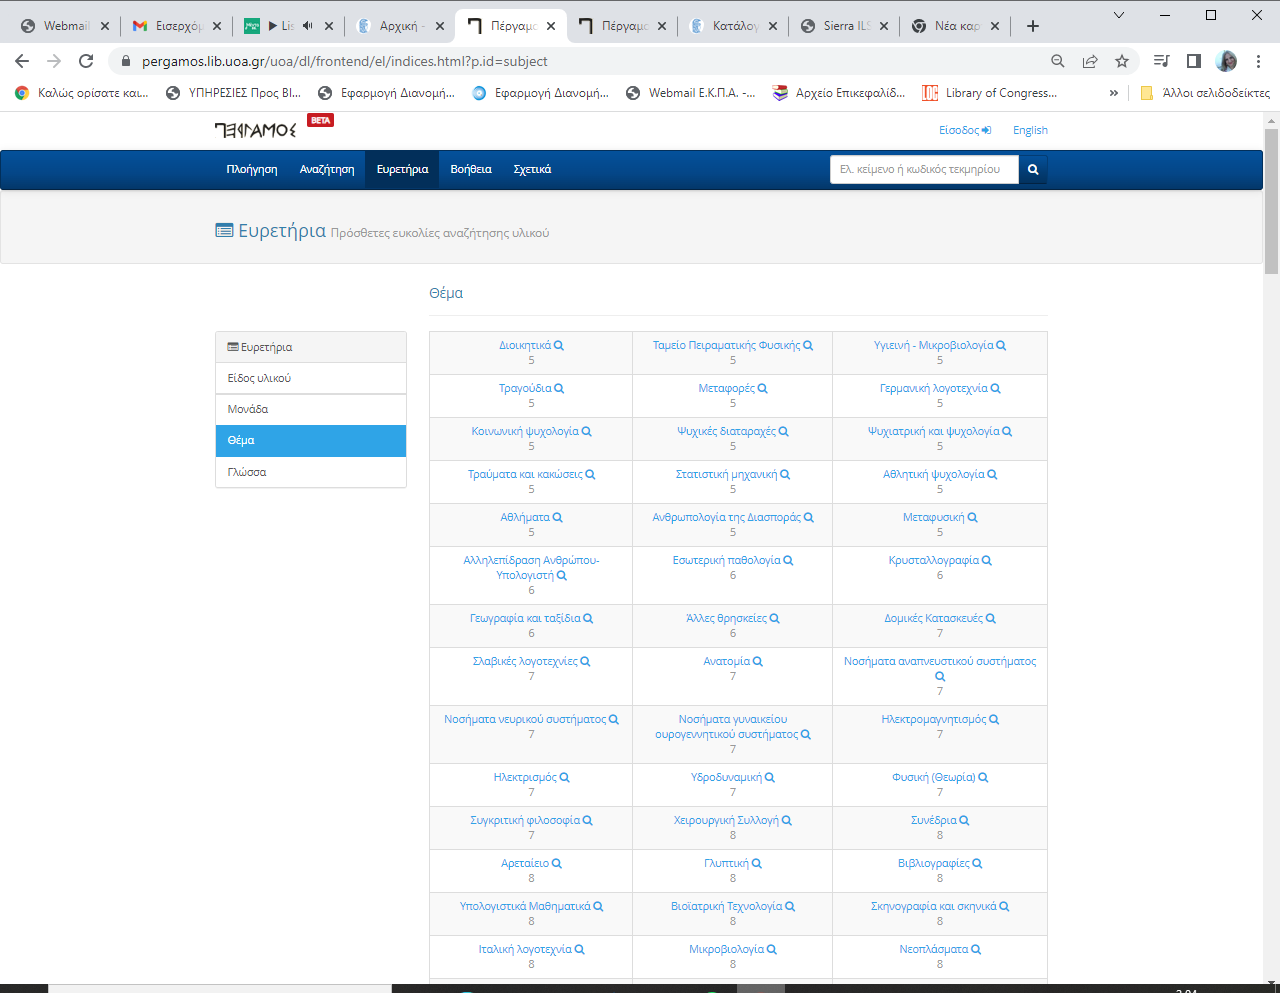 Webmail
Εισερχόμ
Lis
Αρχική -
Πέργαμο
Πέργαμο
Κατάλογ
Sierra ILS
Νέα καρ
pergamos.lib.uoa.gr/uoa/dl/frontend/el/indices.html?p.id=subject
Καλώς ορίσατε και...
ΥΠΗΡΕΣΙΕΣ Προς ΒΙ...
Εφαρμογή Διανομή...
Εφαρμογή Διανομή...
Webmail Ε.Κ.Π.Α. -...
Αρχείο Επικεφαλίδ...
Library of Congress...
»
Άλλοι σελιδοδείκτες
ΠΕΡΓΑΜΟΣ
BETA
Είσοδος
English
Πλοήγηση
Αναζήτηση
Ευρετήρια
Βοήθεια
Σχετικά
Ελ. κείμενο ή κωδικός τεκμηρίου
Ευρετήρια Πρόσθετες ευκολίες αναζήτησης υλικού
Θέμα
Ευρετήρια
Είδος υλικού
Μονάδα
Θέμα
Γλώσσα
Διοικητικά
5
Ταμείο Πειραματικής Φυσικής
5
Υγιεινή - Μικροβιολογία
5
Τραγούδια
5
Μεταφορές
5
Γερμανική λογοτεχνία
5
Κοινωνική ψυχολογία
5
Ψυχικές διαταραχές
5
Ψυχιατρική και ψυχολογία
5
Τραύματα και κακώσεις
5
Στατιστική μηχανική
5
Αθλητική ψυχολογία
5
Αθλήματα
5
Ανθρωπολογία της Διασποράς
5
Μεταφυσική
5
Αλληλεπίδραση Ανθρώπου-
Υπολογιστή
6
Εσωτερική παθολογία
6
Κρυσταλλογραφία
6
Γεωγραφία και ταξίδια
6
Άλλες θρησκείες
6
Δομικές Κατασκευές
7
Σλαβικές λογοτεχνίες
7
Ανατομία
7
Νοσήματα αναπνευστικού συστήματος
7
Νοσήματα νευρικού συστήματος
7
Νοσήματα γυναικείου
ουρογεννητικού συστήματος
7
Ηλεκτρομαγνητισμός
7
Ηλεκτρισμός
7
Υδροδυναμική
7
Φυσική (Θεωρία)
7
Συγκριτική φιλοσοφία
7
Χειρουργική Συλλογή
8
Συνέδρια
8
Αρεταίειο
8
Γλυπτική
8
Βιβλιογραφίες
8
Υπολογιστικά Μαθηματικά
8
Βιοϊατρική Τεχνολογία
8
Σκηνογραφία και σκηνικά
8
Ιταλική λογοτεχνία
8
Μικροβιολογία
8
Νεοπλάσματα
8